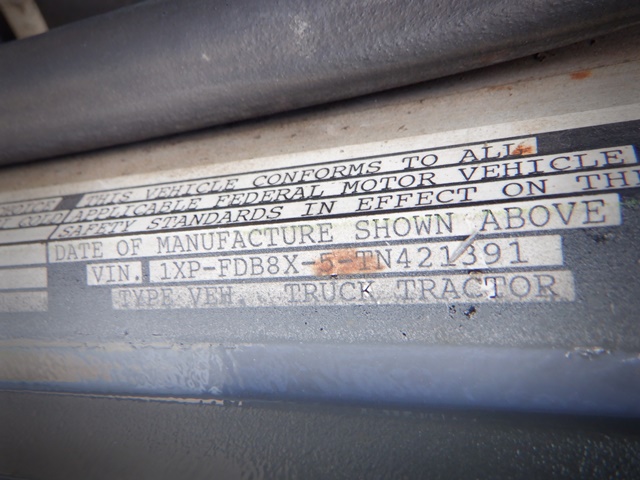 THIS VEHICLE CONFORMS TO ALL
COLD APPLICABLE FEDERAL MOTOR VEHICLE
SAFETY STANDARDS IN EFFECT ON THE
DATE OF MANUFACTURE SHOWN ABOVE
VIN. 1XP-FDB8X-5-TN421391
TYPE VEH. TRUCK TRACTOR